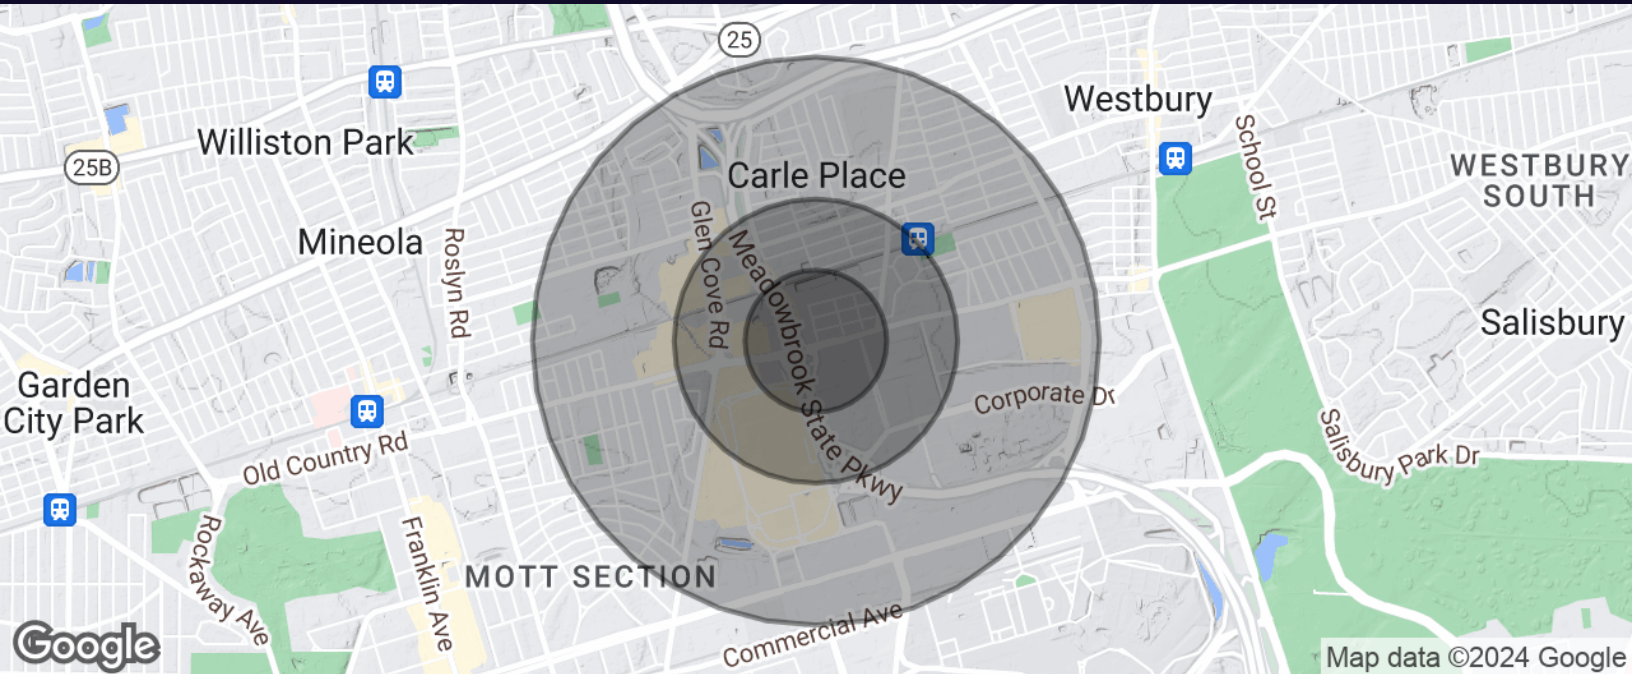 25
Westbury
Williston Park
25B
School St
WESTBURY
SOUTH
Carle Place
Mineola
Roslyn Rd
Glen Cove Rd
Meadowbrook State Pkwy
Salisbury
Garden
City Park
Corporate Dr
Old Country Rd
Salisbury Park Dr
Rockaway Ave
Franklin Ave
MOTT SECTION
Commercial Ave
Google
Map data ©2024 Google